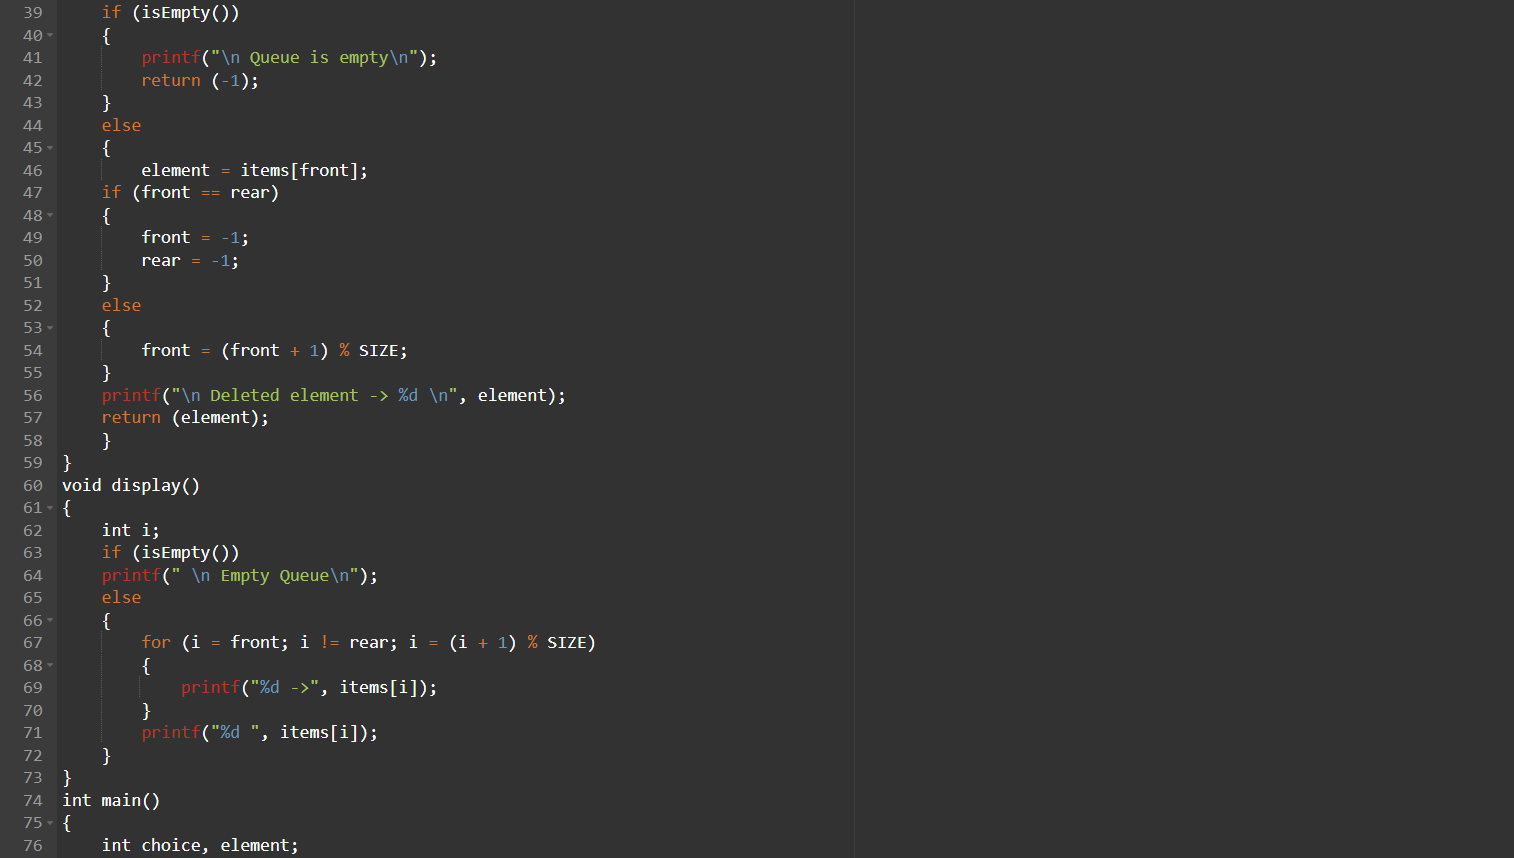 39 if (isEmpty())
40 {
41 printf("\n Queue is empty\n");
42 return (-1);
43 }
44 else
45 {
46 element = items[front];
47 if (front == rear)
48 {
49 front = -1;
50 rear = -1;
51 }
52 else
53 {
54 front = (front + 1) % SIZE;
55 }
56 printf("\n Deleted element -> %d \n", element);
57 return (element);
58 }
59 }
60 void display()
61 {
62 int i;
63 if (isEmpty())
64 printf(" \n Empty Queue\n");
65 else
66 {
67 for (i = front; i != rear; i = (i + 1) % SIZE)
68 {
69 printf("%d ->", items[i]);
70 }
71 printf("%d ", items[i]);
72 }
73 }
74 int main()
75 {
76 int choice, element;